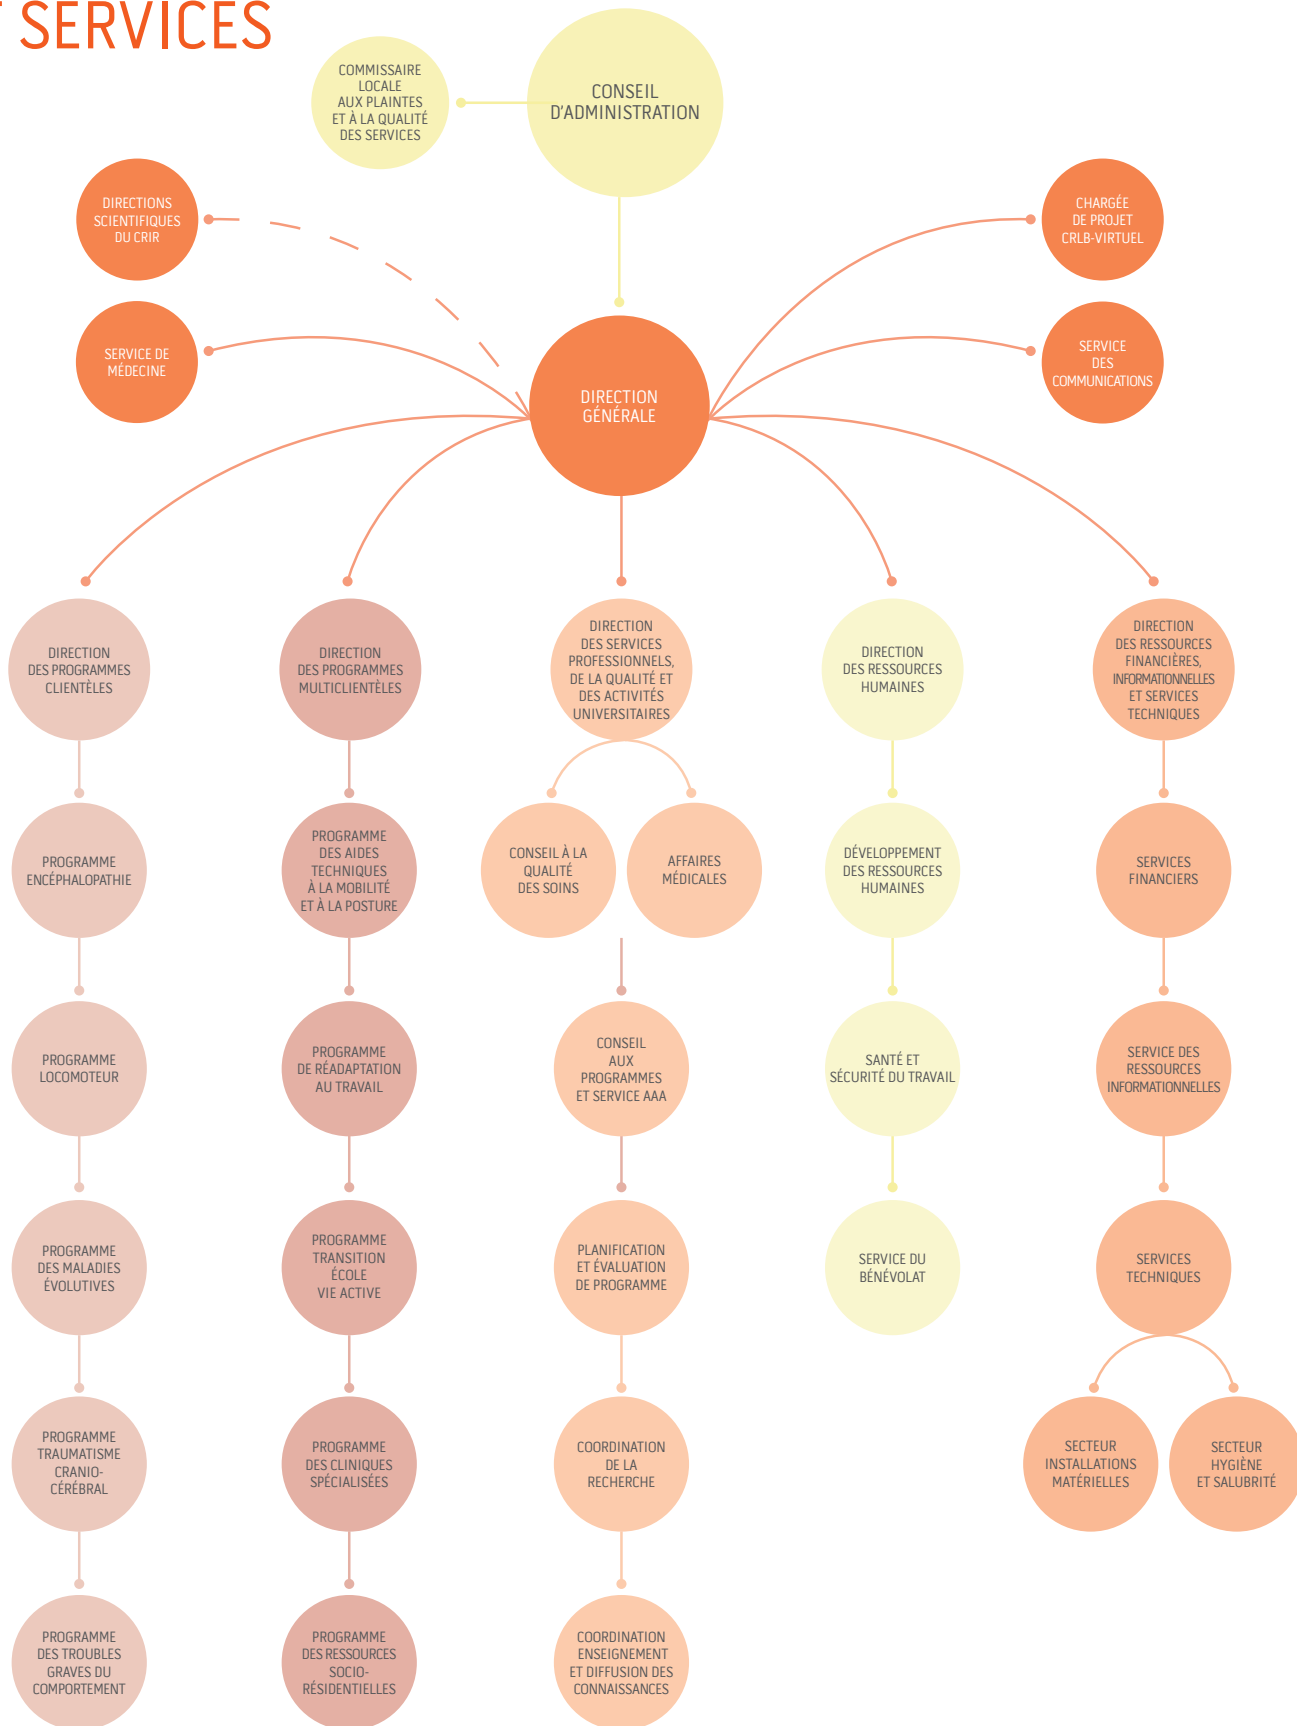 SERVICES
COMMISSAIRE
LOCALE
AUX PLAINTES
ET À LA QUALITÉ
DES SERVICES
CONSEIL
D'ADMINISTRATION
DIRECTIONS
SCIENTIFIQUES
DU CRIR
CHARGÉE
DE PROJET
CRLB-VIRTUEL
SERVICE DE
MÉDECINE
SERVICE
DES
COMMUNICATIONS
DIRECTION
GÉNÉRALE
DIRECTION
DES PROGRAMMES
CLIENTÈLES
DIRECTION
DES PROGRAMMES
MULTICLIENTÈLES
DIRECTION
DES SERVICES
PROFESSIONNELS,
DE LA QUALITÉ ET
DES ACTIVITÉS
UNIVERSITAIRES
DIRECTION
DES RESSOURCES
HUMAINES
DIRECTION
DES RESSOURCES
FINANCIÈRES,
INFORMATIONNELLES
ET SERVICES
TECHNIQUES
PROGRAMME
ENCÉPHALOPATHIE
PROGRAMME
DES AIDES
TECHNIQUES
À LA MOBILITÉ
ET À LA POSTURE
CONSEIL À LA
QUALITÉ
DES SOINS
AFFAIRES
MÉDICALES
DÉVELOPPEMENT
DES RESSOURCES
HUMAINES
SERVICES
FINANCIERS
PROGRAMME
LOCOMOTEUR
PROGRAMME
DE RÉADAPTATION
AU TRAVAIL
CONSEIL
AUX
PROGRAMMES
ET SERVICE AAA
SANTÉ ET
SÉCURITÉ DU TRAVAIL
SERVICE DES
RESSOURCES
INFORMATIONNELLES
PROGRAMME
DES MALADIES
ÉVOLUTIVES
PROGRAMME
TRANSITION
ÉCOLE
VIE ACTIVE
PLANIFICATION
ET ÉVALUATION
DE PROGRAMME
SERVICE DU
BÉNÉVOLAT
SERVICES
TECHNIQUES
PROGRAMME
TRAUMATISME
CRANIO-
CÉRÉBRAL
PROGRAMME
DES CLINIQUES
SPÉCIALISÉES
COORDINATION
DE LA
RECHERCHE
SECTEUR
INSTALLATIONS
MATÉRIELLES
SECTEUR
HYGIÈNE
ET SALUBRITÉ
PROGRAMME
DES TROUBLES
GRAVES DU
COMPORTEMENT
PROGRAMME
DES RESSOURCES
SOCIO-
RÉSIDENTIELLES
COORDINATION
ENSEIGNEMENT
ET DIFFUSION DES
CONNAISSANCES